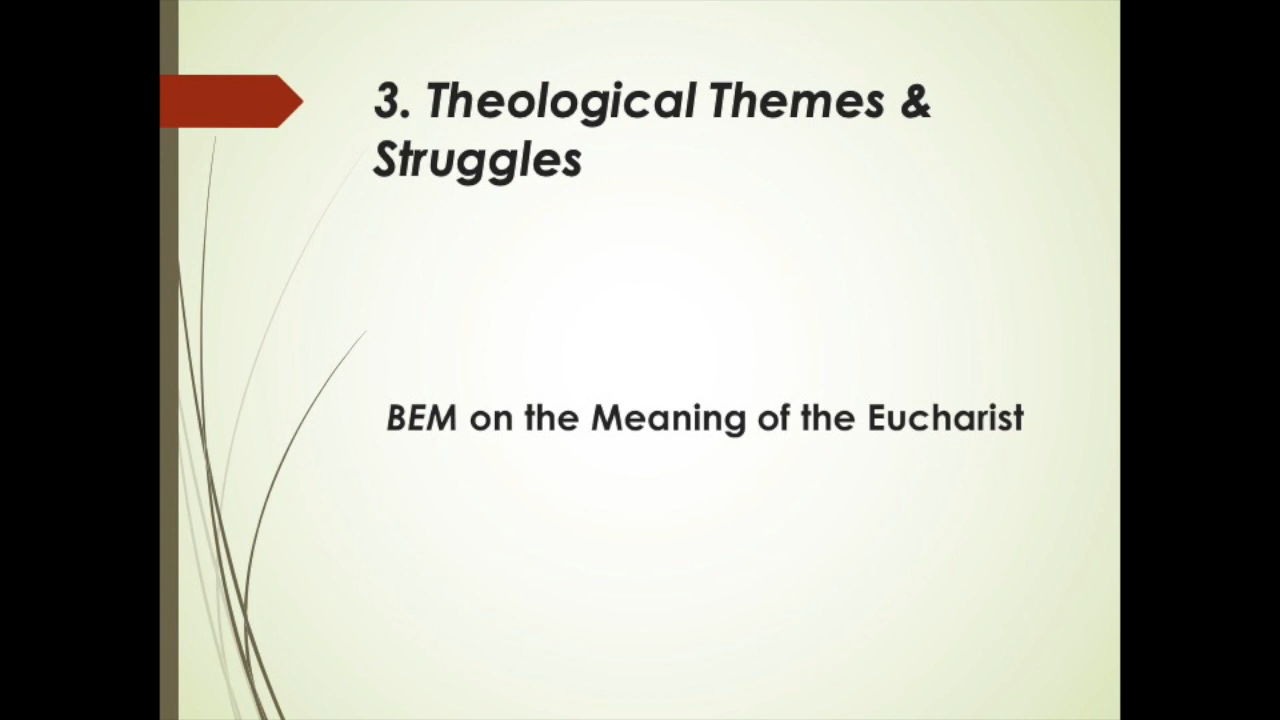 3. Theological Themes &
Struggles
BEM on the Meaning of the Eucharist